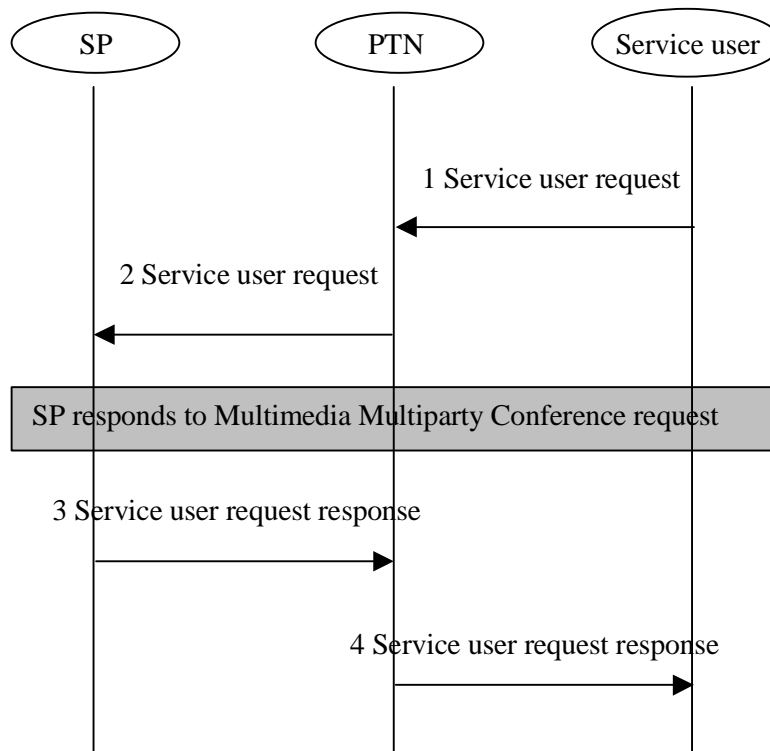 SP
PTN
Service user
1 Service user request
2 Service user request
SP responds to Multimedia Multiparty Conference request
3 Service user request response
4 Service user request response